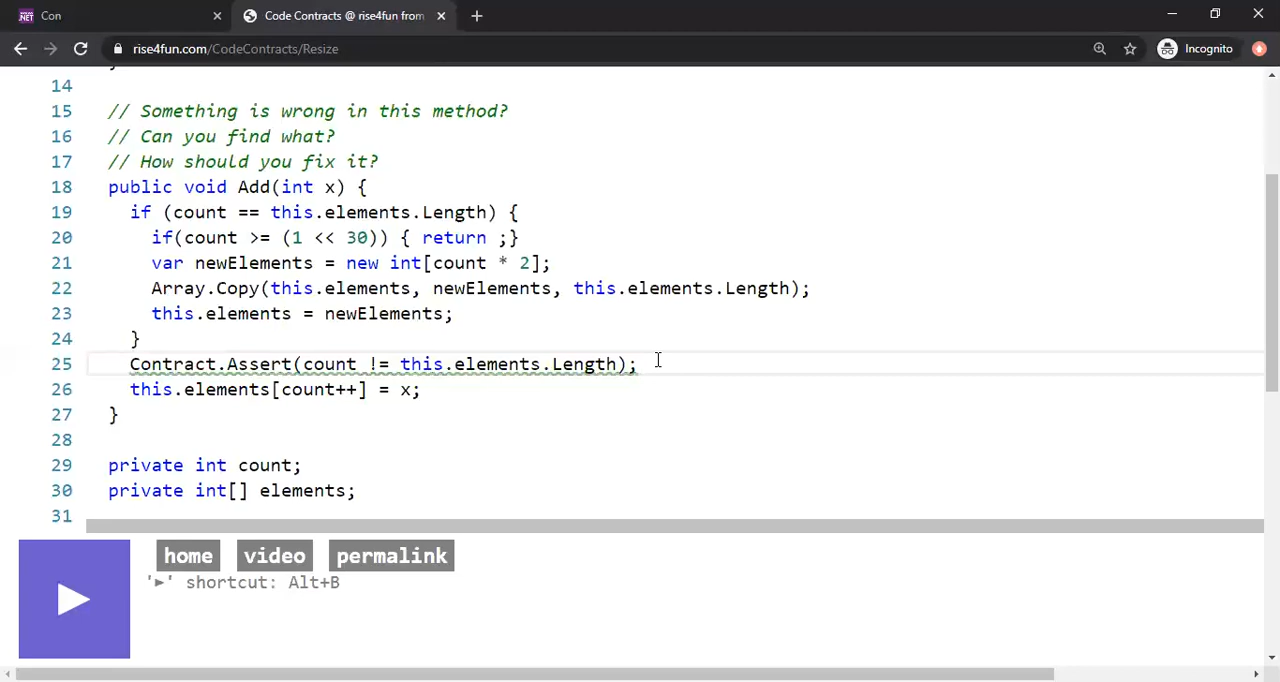 Con
Code Contracts @ rise4fun from
rise4fun.com/CodeContracts/Resize
Incognito
14
15 // Something is wrong in this method?
16 // Can you find what?
17 // How should you fix it?
18 public void Add(int x) {
19 if (count == this.elements.Length) {
20 if(count >= (1 << 30)) { return ;}
21 var newElements = new int[count * 2];
22 Array.Copy(this.elements, newElements, this.elements.Length);
23 this.elements = newElements;
24 }
25 Contract.Assert(count != this.elements.Length);
26 this.elements[count++] = x;
27 }
28
29 private int count;
30 private int[] elements;
31
home video permalink
'►' shortcut: Alt+B